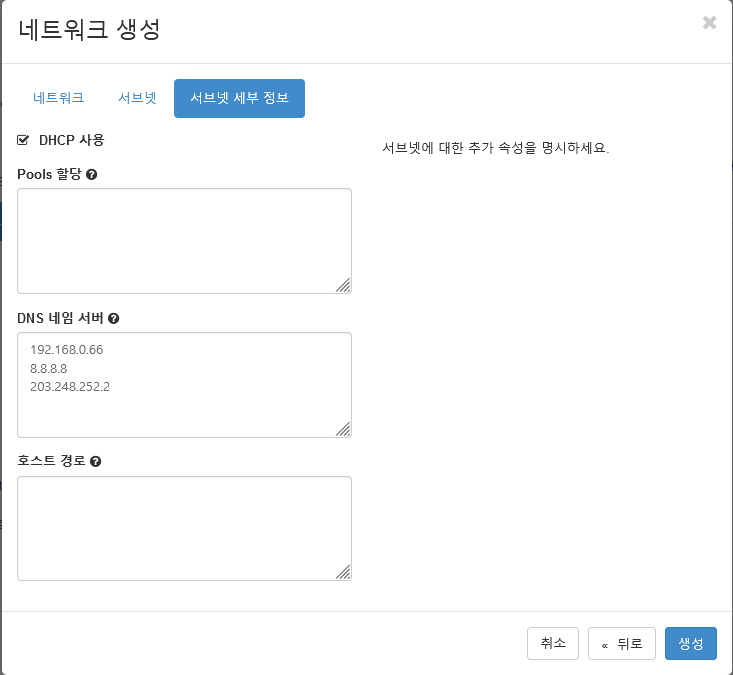 네트워크 생성
×
네트워크
서브넷
서브넷 세부 정보
DHCP 사용
서브넷에 대한 추가 속성을 명시하세요.
Pools 할당
DNS 네임 서버
192.168.0.66
8.8.8.8
203.248.252.2
호스트 경로
취소
« 뒤로
생성